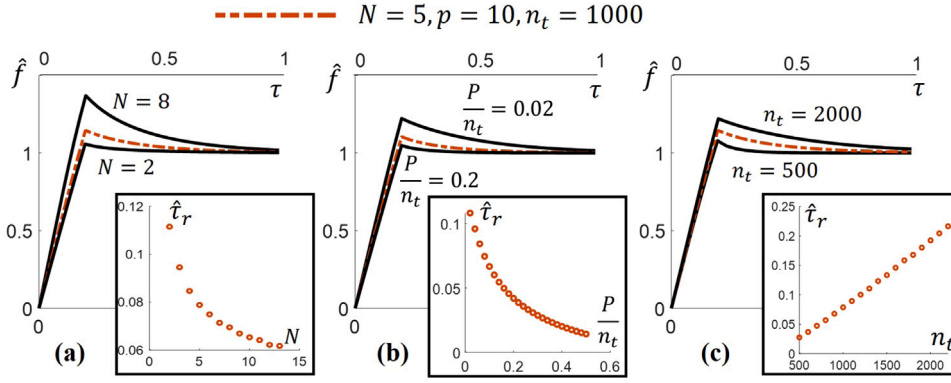 N = 5, p = 10, n_t = 1000
0 0.5 1
f̂ τ
N = 8
1
N = 2
0.5
0
0
(a)
0.12 τ̂_r
0.1
0.08
0.06
0 5 10 15
N
0 0.5 1
f̂ τ
P/n_t = 0.02
1
P/n_t = 0.2
0.5
0
0
(b)
0.1 τ̂_r
0.05
0
0 0.2 0.4 0.6
P/n_t
0 0.5 1
f̂ τ
n_t = 2000
1
n_t = 500
0.5
0
0
(c)
0.25 τ̂_r
0.2
0.15
0.1
0.05
0
500 1000 1500 2000
n_t